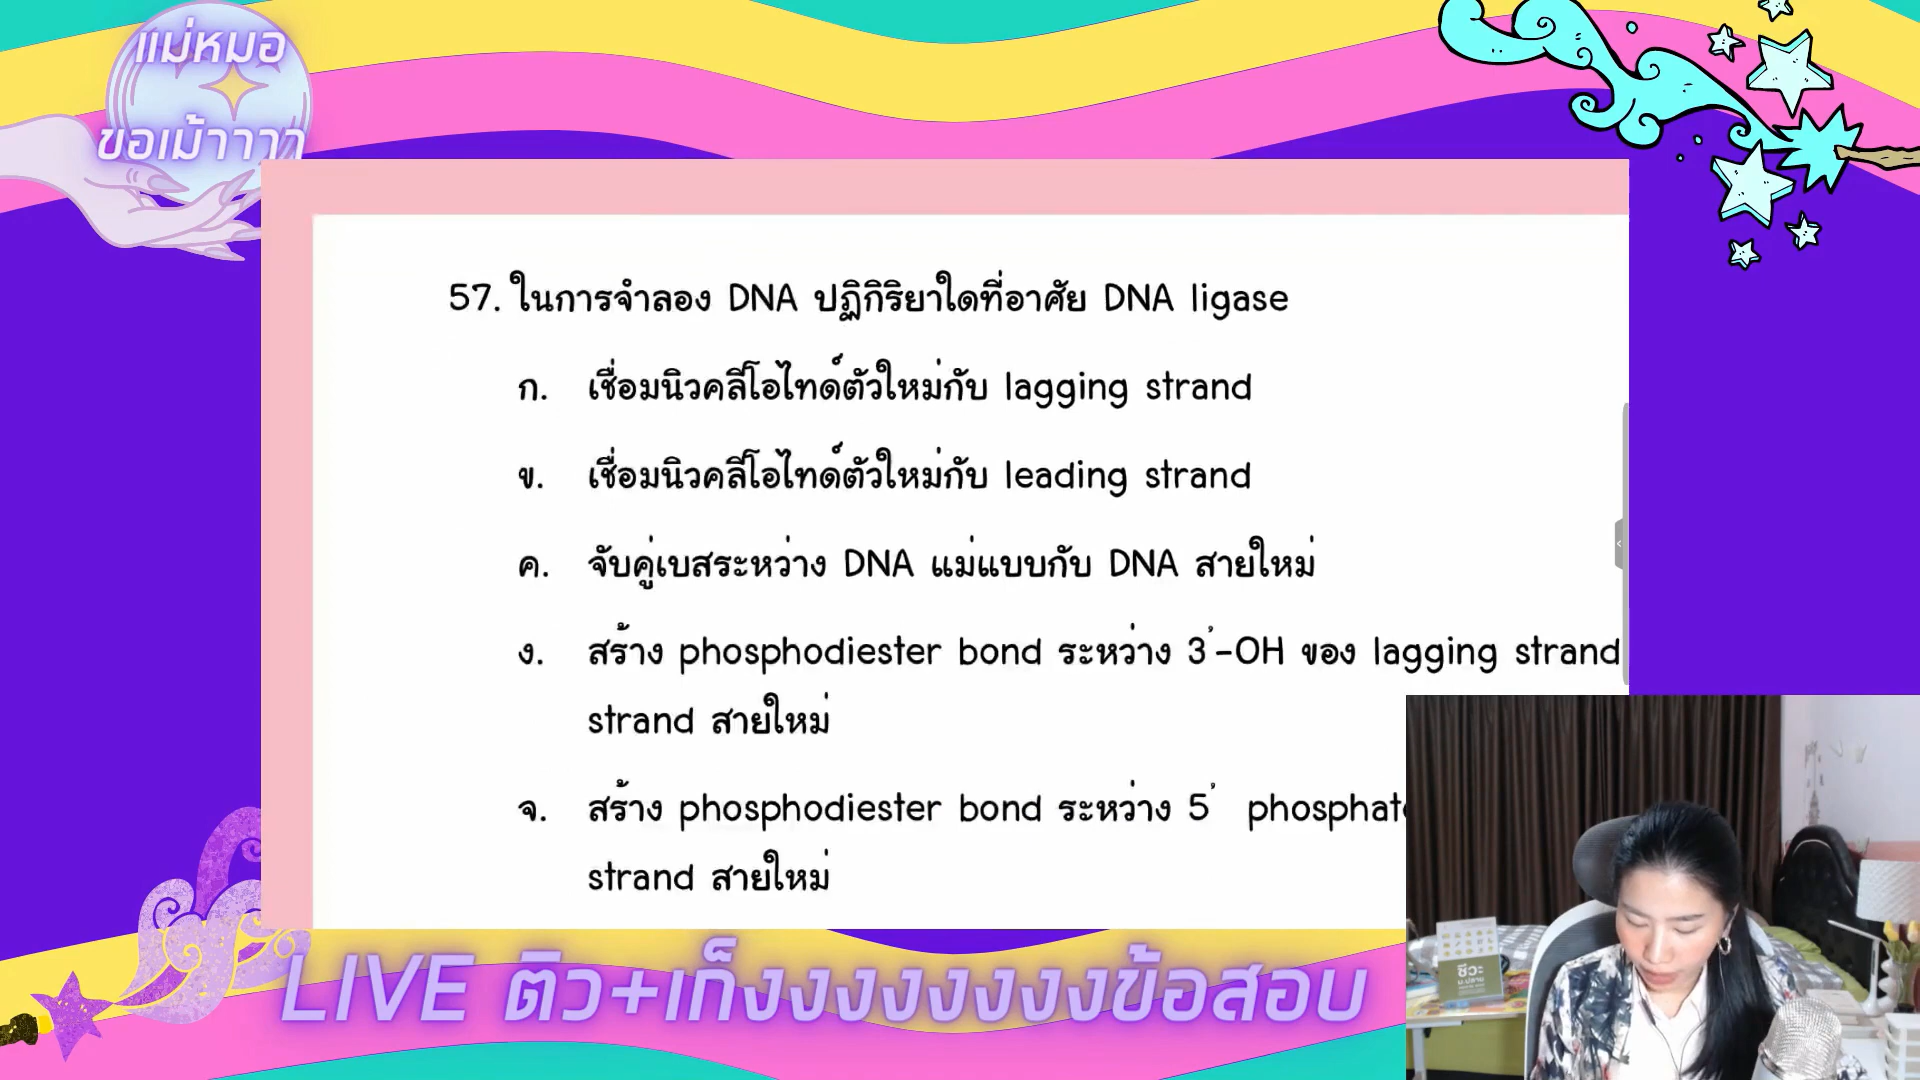 แม่หมอ
ขอเม้าาาา
57. ในการจำลอง DNA ปฏิกิริยาใดที่อาศัย DNA ligase
ก. เชื่อมนิวคลีโอไทด์ตัวใหม่กับ lagging strand
ข. เชื่อมนิวคลีโอไทด์ตัวใหม่กับ leading strand
ค. จับคู่เบสระหว่าง DNA แม่แบบกับ DNA สายใหม่
ง. สร้าง phosphodiester bond ระหว่าง 3'-OH ของ lagging strand
strand สายใหม่
จ. สร้าง phosphodiester bond ระหว่าง 5' phosphat
strand สายใหม่
ชีวะ
LIVE ติว+เก็งงงงงงงงงข้อสอบ